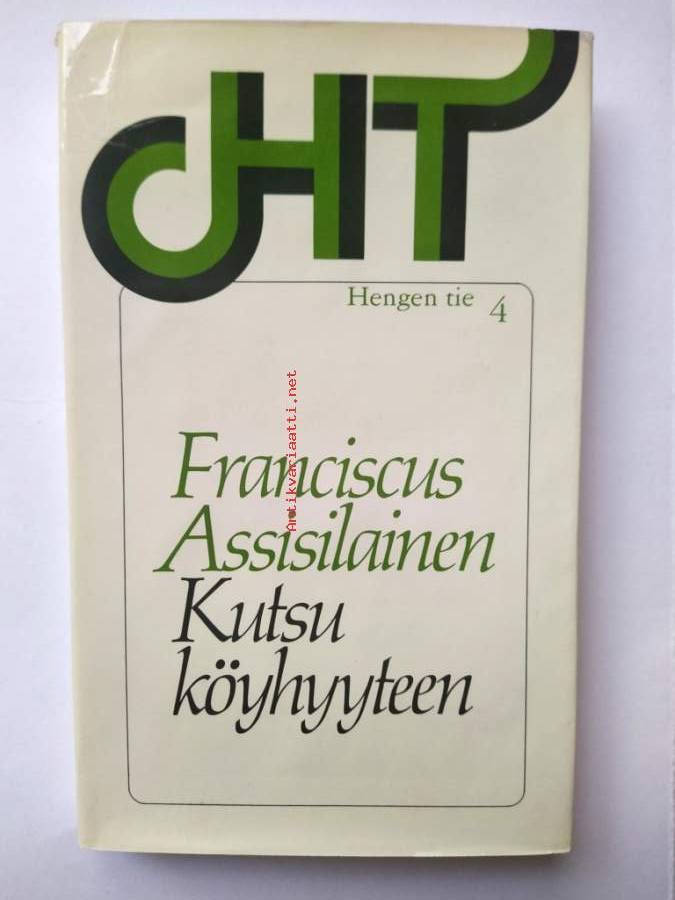 HT
Hengen tie 4
Franciscus
Assisilainen
Kutsu
köyhyyteen
Antikvariaatti.net